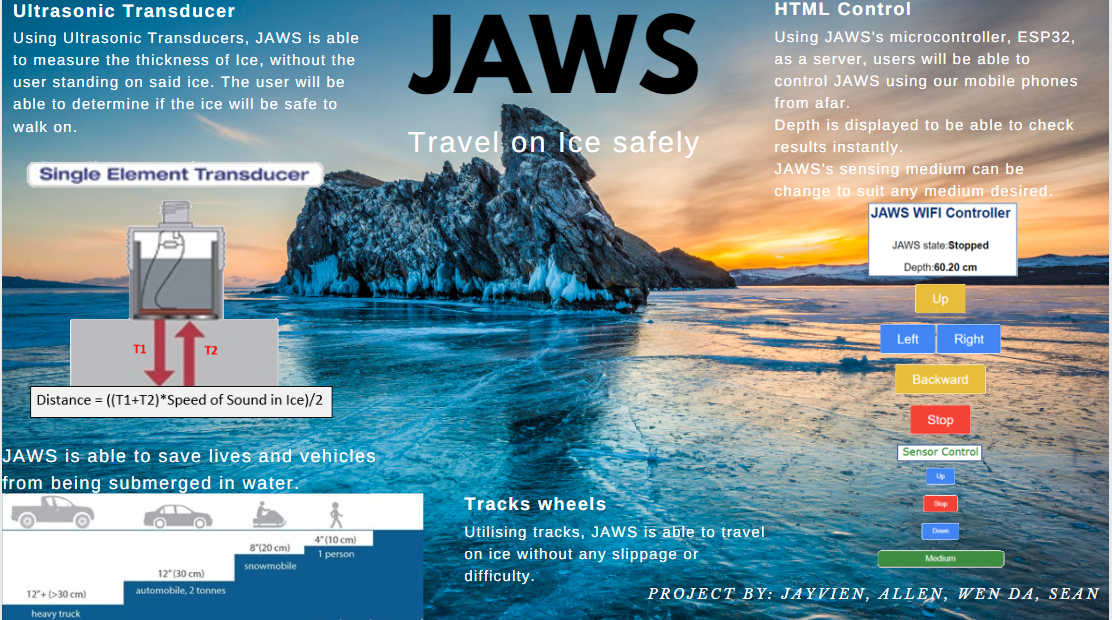 Ultrasonic Transducer
Using Ultrasonic Transducers, JAWS is able
to measure the thickness of Ice, without the
user standing on said ice. The user will be
able to determine if the ice will be safe to
walk on.
Single Element Transducer
T1
T2
Distance = ((T1+T2)*Speed of Sound in Ice)/2
JAWS is able to save lives and vehicles
from being submerged in water.
4"(10 cm)
1 person
8"(20 cm)
snowmobile
12"(30 cm)
automobile, 2 tonnes
12"+ (>30 cm)
heavy truck
JAWS
Travel on Ice safely
Tracks wheels
Utilising tracks, JAWS is able to travel
on ice without any slippage or
difficulty.
HTML Control
Using JAWS's microcontroller, ESP32,
as a server, users will be able to
control JAWS using our mobile phones
from afar.
Depth is displayed to be able to check
results instantly.
JAWS's sensing medium can be
change to suit any medium desired.
JAWS WIFI Controller
JAWS state:Stopped
Depth:60.20 cm
Up
Left
Right
Backward
Stop
Sensor Control
Up
Stop
Down
Medium
PROJECT BY: JAYVIEN, ALLEN, WEN DA, SEAN